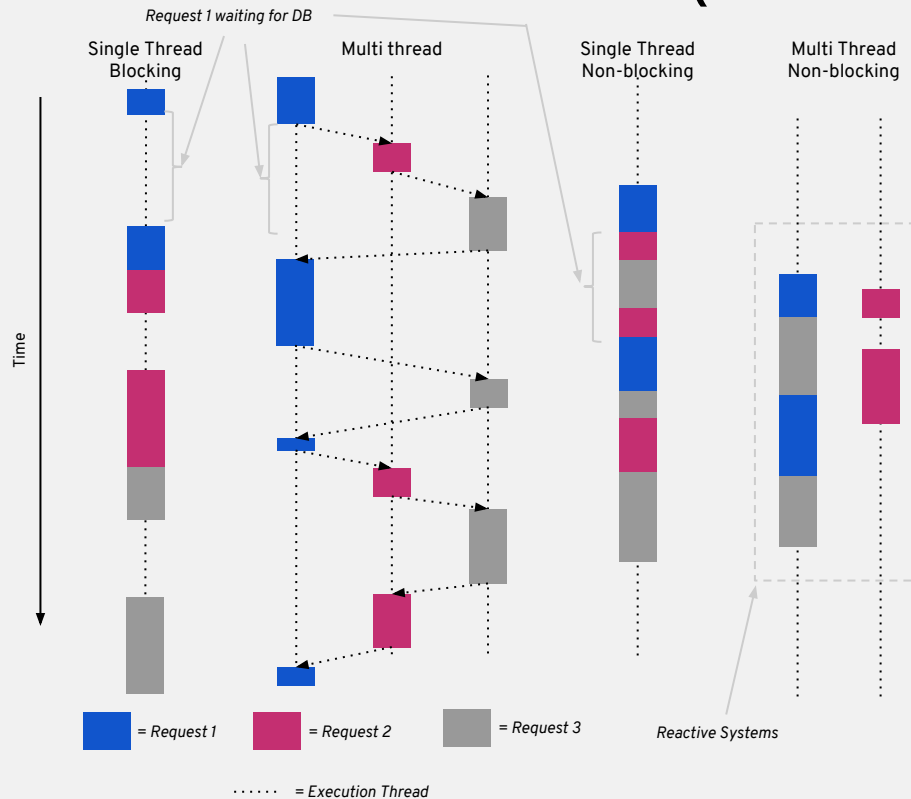 Request 1 waiting for DB
Single Thread
Blocking
Multi thread
Single Thread
Non-blocking
Multi Thread
Non-blocking
Time
= Request 1
= Request 2
= Request 3
Reactive Systems
= Execution Thread